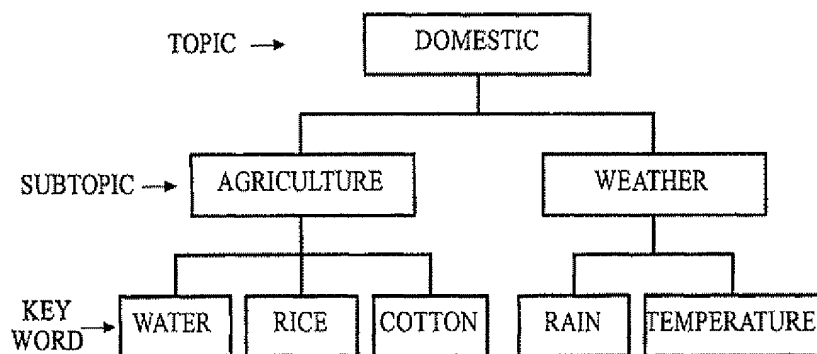 TOPIC → DOMESTIC
SUBTOPIC → AGRICULTURE WEATHER
KEY
WORD → WATER RICE COTTON RAIN TEMPERATURE